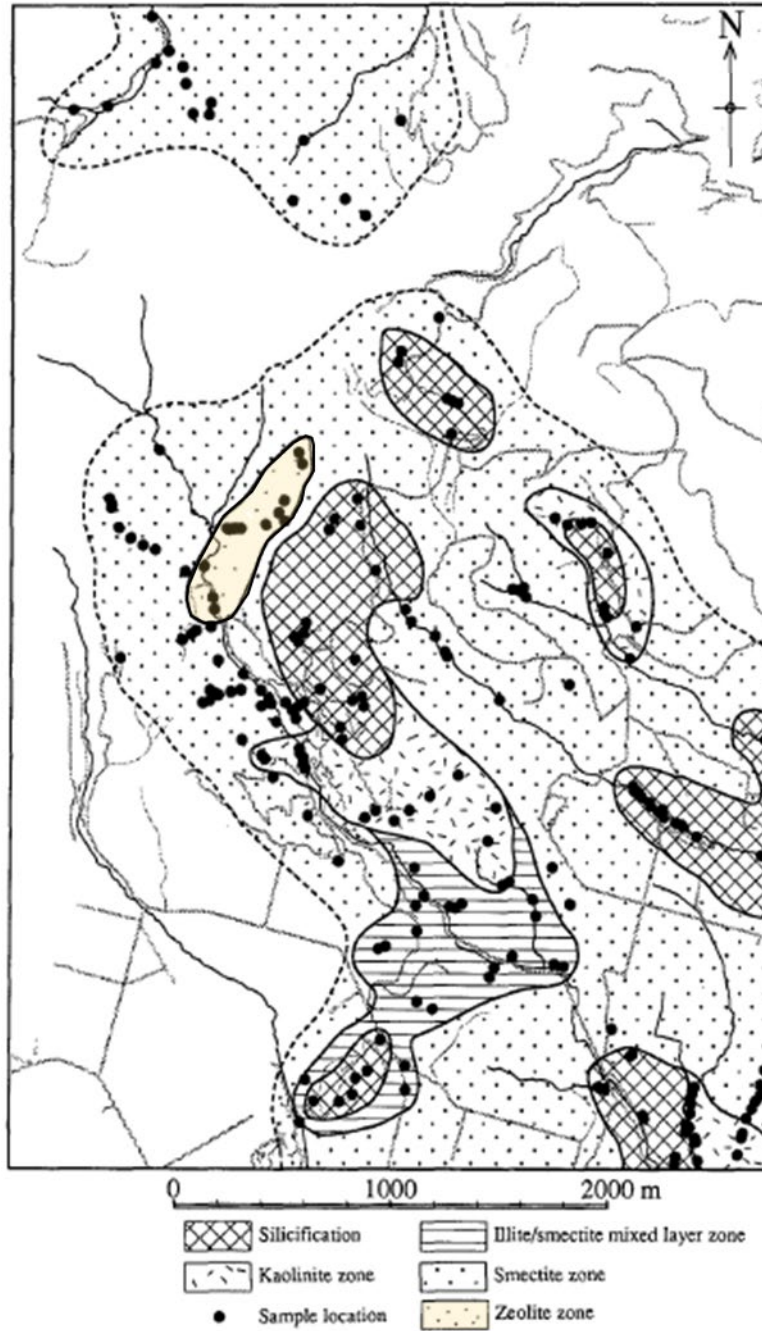 N
0 1000 2000 m
Silicification Illite/smectite mixed layer zone
Kaolinite zone Smectite zone
Sample location Zeolite zone